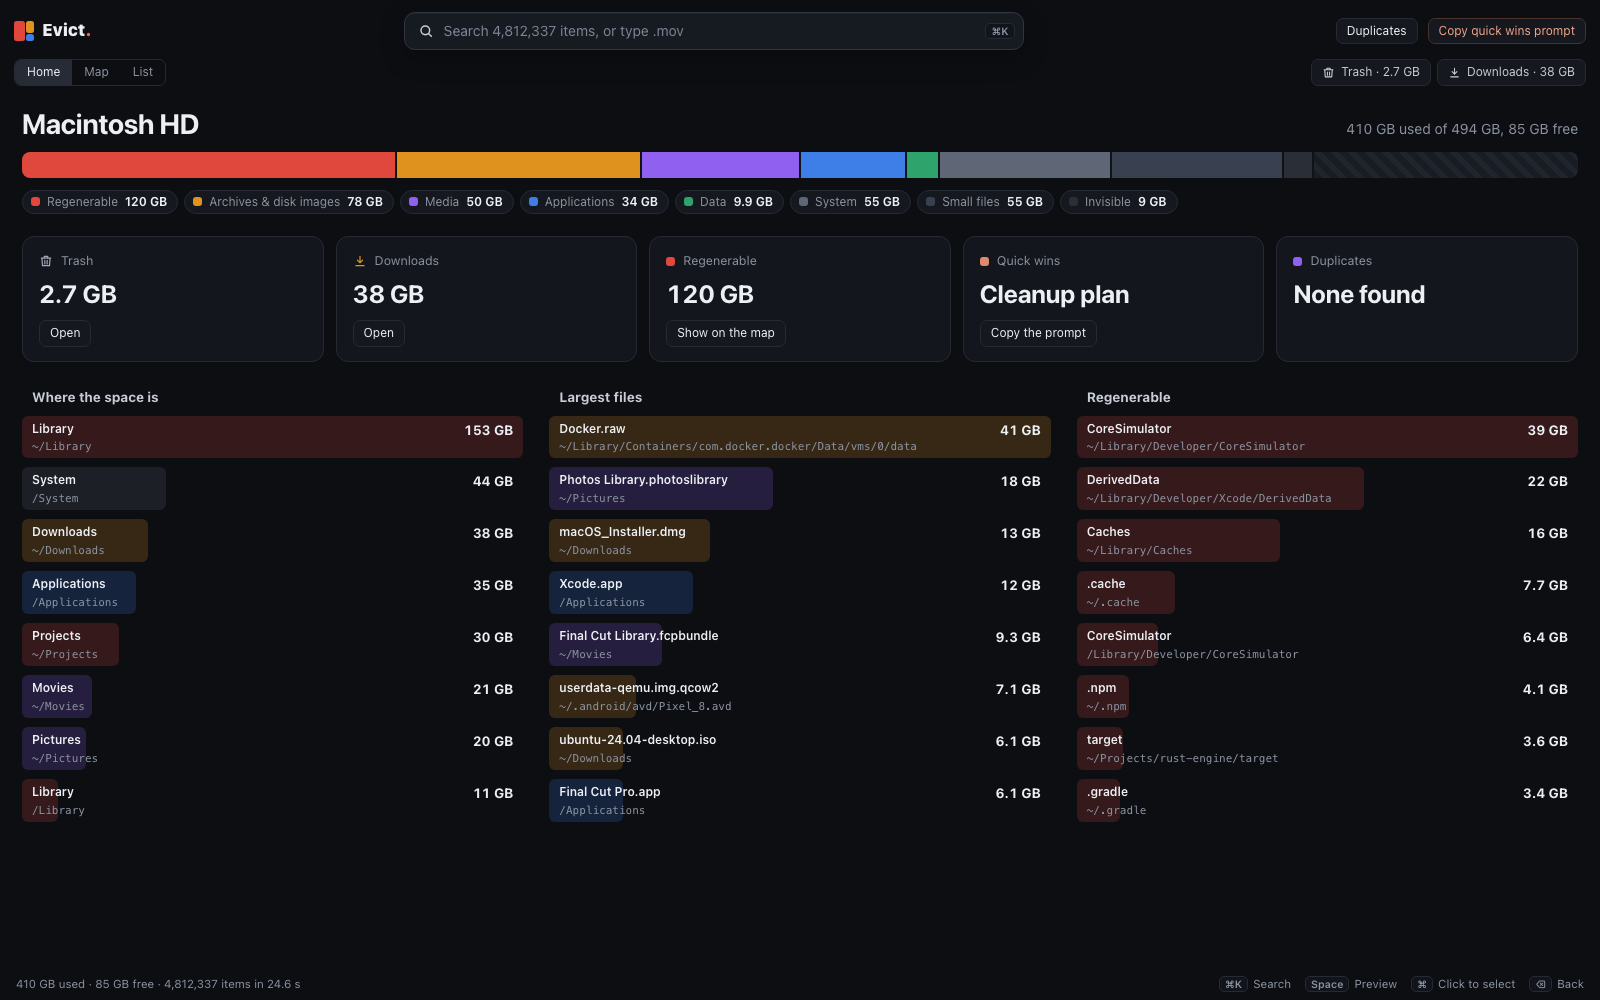 Evict.
Search 4,812,337 items, or type .mov
⌘K
Duplicates
Copy quick wins prompt
Home
Map
List
Trash · 2.7 GB
Downloads · 38 GB
Macintosh HD
410 GB used of 494 GB, 85 GB free
Regenerable 120 GB
Archives & disk images 78 GB
Media 50 GB
Applications 34 GB
Data 9.9 GB
System 55 GB
Small files 55 GB
Invisible 9 GB
Trash
2.7 GB
Open
Downloads
38 GB
Open
Regenerable
120 GB
Show on the map
Quick wins
Cleanup plan
Copy the prompt
Duplicates
None found
Where the space is
Library 153 GB
~/Library
System 44 GB
/System
Downloads 38 GB
~/Downloads
Applications 35 GB
/Applications
Projects 30 GB
~/Projects
Movies 21 GB
~/Movies
Pictures 20 GB
~/Pictures
Library 11 GB
/Library
Largest files
Docker.raw 41 GB
~/Library/Containers/com.docker.docker/Data/vms/0/data
Photos Library.photoslibrary 18 GB
~/Pictures
macOS_Installer.dmg 13 GB
~/Downloads
Xcode.app 12 GB
/Applications
Final Cut Library.fcpbundle 9.3 GB
~/Movies
userdata-qemu.img.qcow2 7.1 GB
~/.android/avd/Pixel_8.avd
ubuntu-24.04-desktop.iso 6.1 GB
~/Downloads
Final Cut Pro.app 6.1 GB
/Applications
Regenerable
CoreSimulator 39 GB
~/Library/Developer/CoreSimulator
DerivedData 22 GB
~/Library/Developer/Xcode/DerivedData
Caches 16 GB
~/Library/Caches
.cache 7.7 GB
~/.cache
CoreSimulator 6.4 GB
/Library/Developer/CoreSimulator
.npm 4.1 GB
~/.npm
target 3.6 GB
~/Projects/rust-engine/target
.gradle 3.4 GB
~/.gradle
410 GB used · 85 GB free · 4,812,337 items in 24.6 s
⌘K Search
Space Preview
⌘ Click to select
⌫ Back